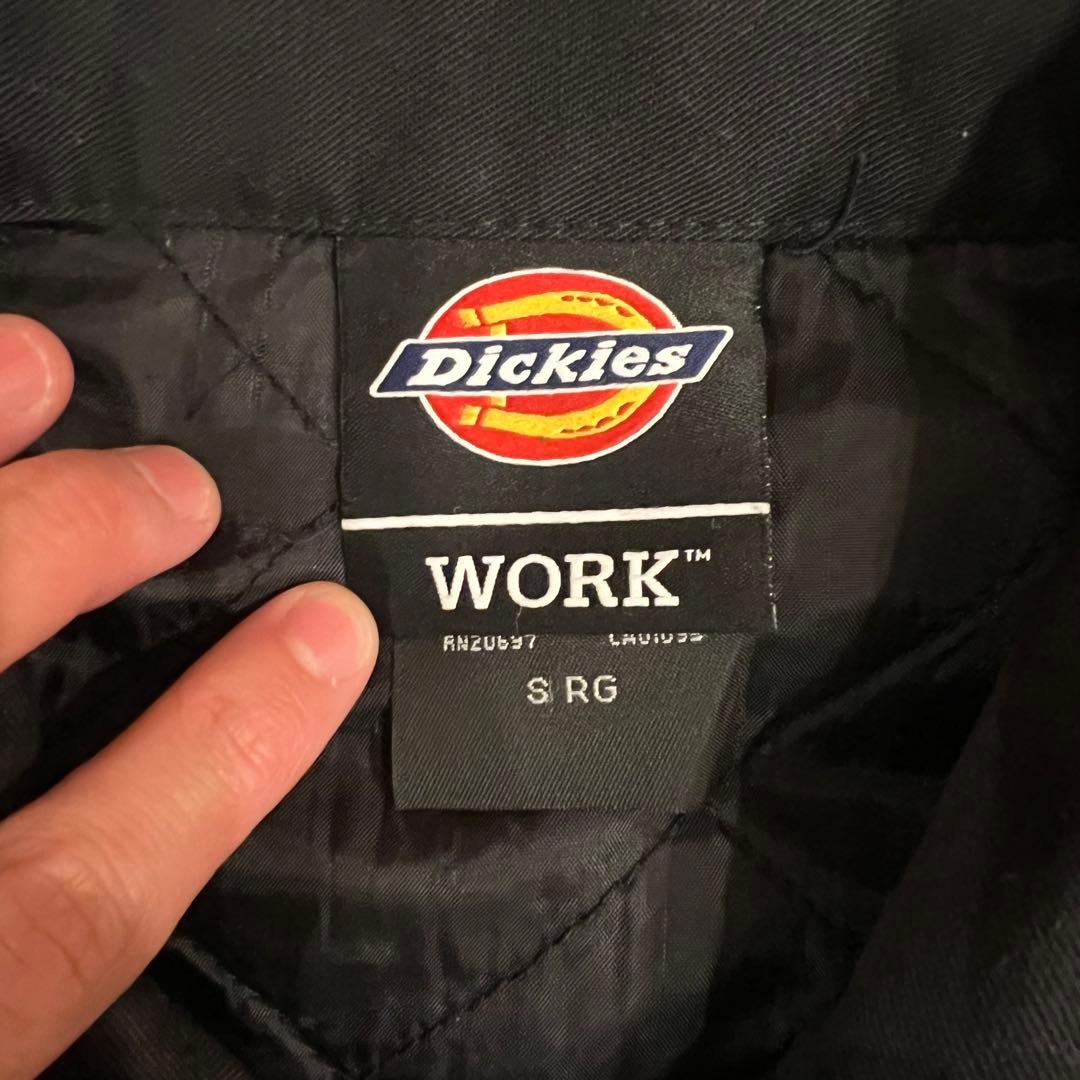 Dickies
WORK™
RN20697
S RG